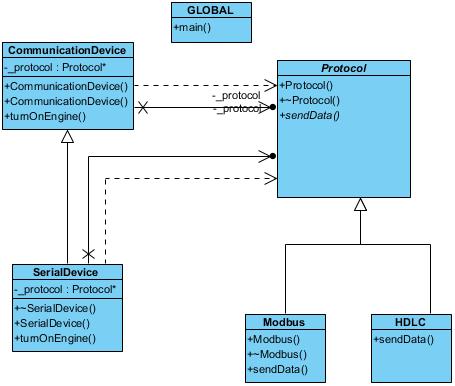 GLOBAL
+main()
CommunicationDevice
-_protocol : Protocol*
+CommunicationDevice()
+CommunicationDevice()
+turnOnEngine()
Protocol
+Protocol()
+~Protocol()
+sendData()
-_protocol
-_protocol
SerialDevice
-_protocol : Protocol*
+~SerialDevice()
+SerialDevice()
+turnOnEngine()
Modbus
+Modbus()
+~Modbus()
+sendData()
HDLC
+sendData()